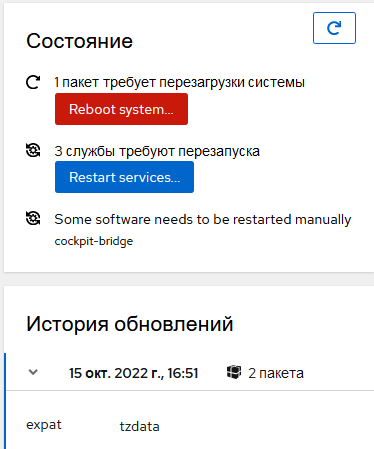 Состояние
1 пакет требует перезагрузки системы
Reboot system...
3 службы требуют перезапуска
Restart services...
Some software needs to be restarted manually
cockpit-bridge
История обновлений
15 окт. 2022 г., 16:51 2 пакета
expat tzdata